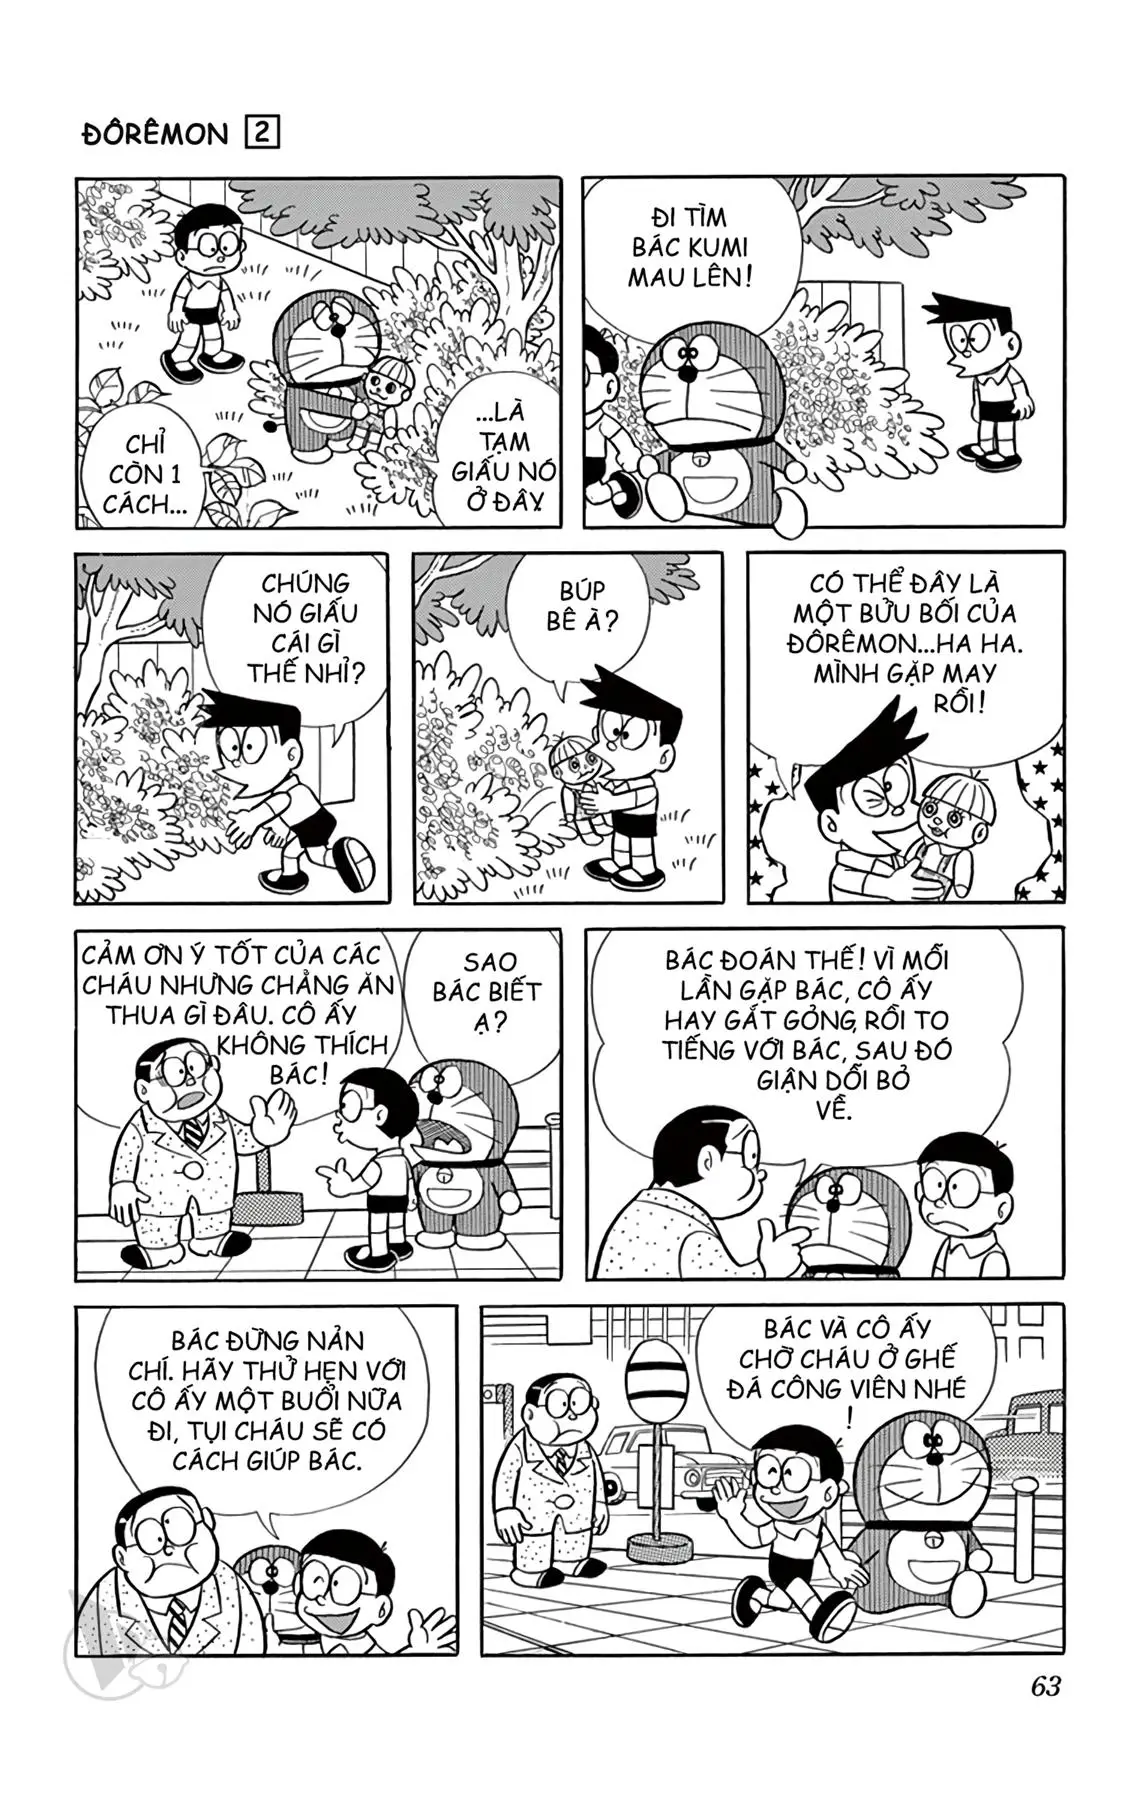 ĐÔRÊMON 2
CHỈ
CÒN 1
CÁCH...
...LÀ
TẠM
GIẤU NÓ
Ở ĐÂY.
ĐI TÌM
BÁC KUMI
MAU LÊN!
CHÚNG
NÓ GIẤU
CÁI GÌ
THẾ NHỈ?
BÚP
BÊ À?
CÓ THỂ ĐÂY LÀ
MỘT BỬU BỐI CỦA
ĐÔRÊMON...HA HA.
MÌNH GẶP MAY
RỒI!
CẢM ƠN Ý TỐT CỦA CÁC
CHÁU NHƯNG CHẲNG ĂN
THUA GÌ ĐÂU. CÔ ẤY
KHÔNG THÍCH
BÁC!
SAO
BÁC BIẾT
Ạ?
BÁC ĐOÁN THẾ! VÌ MỖI
LẦN GẶP BÁC, CÔ ẤY
HAY GẮT GỎNG, RỒI TO
TIẾNG VỚI BÁC, SAU ĐÓ
GIẬN DỖI BỎ
VỀ.
BÁC ĐỪNG NẢN
CHÍ. HÃY THỬ HẸN VỚI
CÔ ẤY MỘT BUỔI NỮA
ĐI, TỤI CHÁU SẼ CÓ
CÁCH GIÚP BÁC.
BÁC VÀ CÔ ẤY
CHỜ CHÁU Ở GHẾ
ĐÁ CÔNG VIÊN NHÉ
!
63